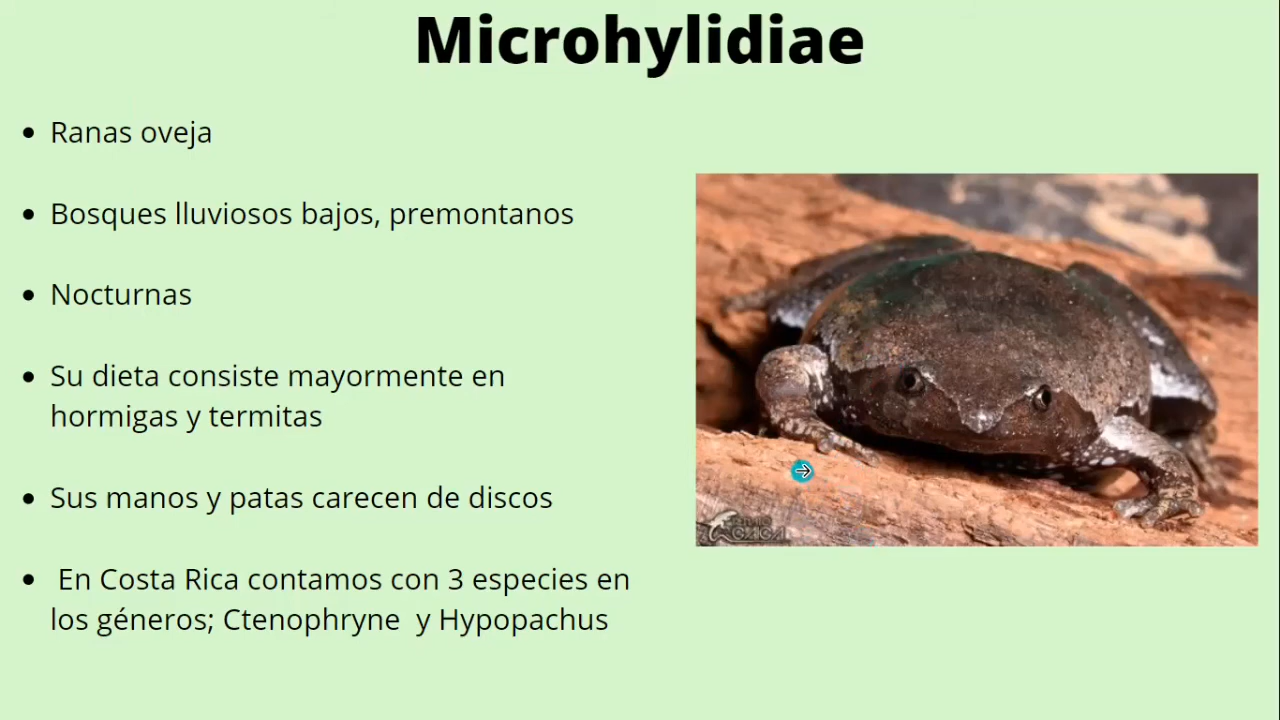 Microhylidiae
• Ranas oveja
• Bosques lluviosos bajos, premontanos
• Nocturnas
• Su dieta consiste mayormente en
hormigas y termitas
• Sus manos y patas carecen de discos
• En Costa Rica contamos con 3 especies en
los géneros; Ctenophryne y Hypopachus